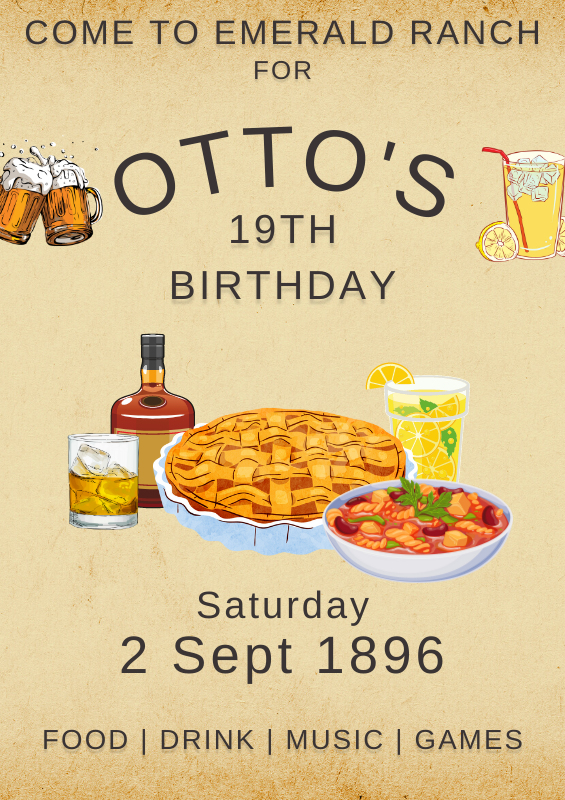 COME TO EMERALD RANCH
FOR
OTTO'S
19TH
BIRTHDAY
Saturday
2 Sept 1896
FOOD | DRINK | MUSIC | GAMES